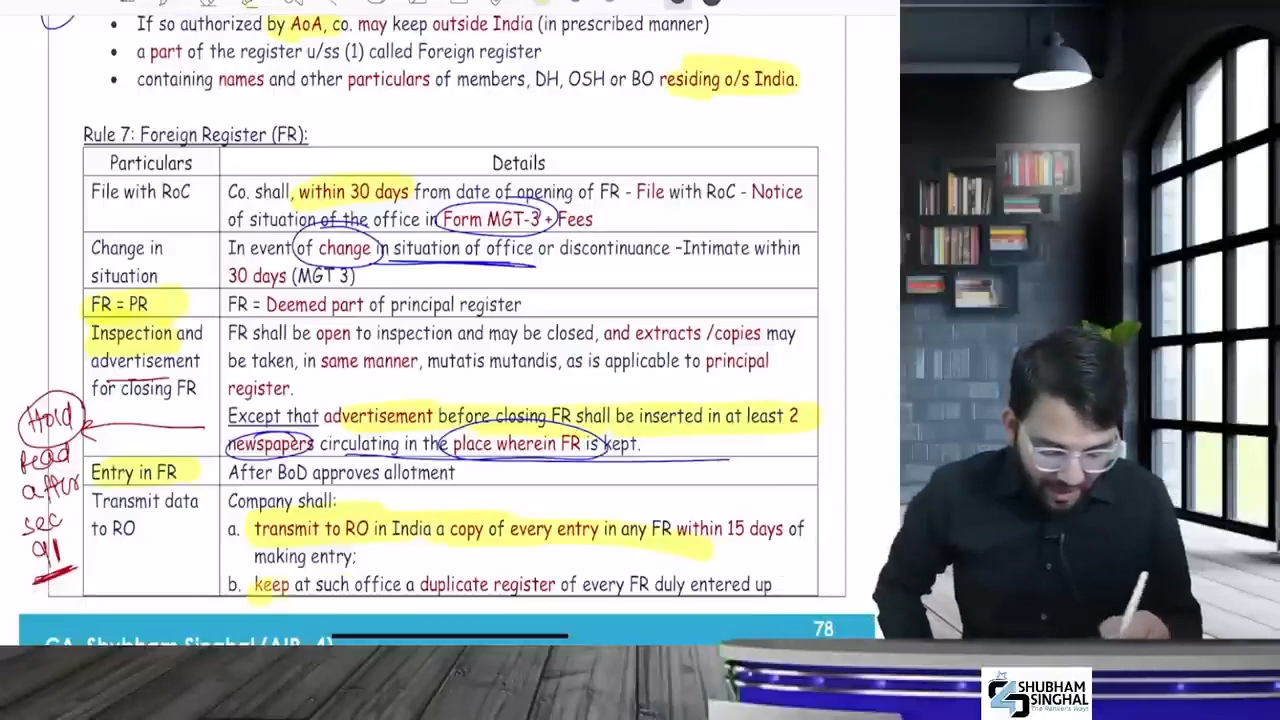 If so authorized by AoA, co. may keep outside India (in prescribed manner)
a part of the register u/ss (1) called Foreign register
containing names and other particulars of members, DH, OSH or BO residing o/s India.
Rule 7: Foreign Register (FR):
Particulars Details
File with RoC Co. shall, within 30 days from date of opening of FR - File with RoC - Notice
of situation of the office in Form MGT-3 + Fees
Change in In event of change in situation of office or discontinuance –Intimate within
situation 30 days (MGT 3)
FR = PR FR = Deemed part of principal register
Inspection and FR shall be open to inspection and may be closed, and extracts /copies may
advertisement be taken, in same manner, mutatis mutandis, as is applicable to principal
for closing FR register.
Except that advertisement before closing FR shall be inserted in at least 2
newspapers circulating in the place wherein FR is kept.
Hold
Read
after
sec
91
Entry in FR After BoD approves allotment
Transmit data Company shall:
to RO a. transmit to RO in India a copy of every entry in any FR within 15 days of
making entry;
b. keep at such office a duplicate register of every FR duly entered up
CA. Shubham Singhal (AIR-4) 78
SHUBHAM
SINGHAL
The Rankers Way!